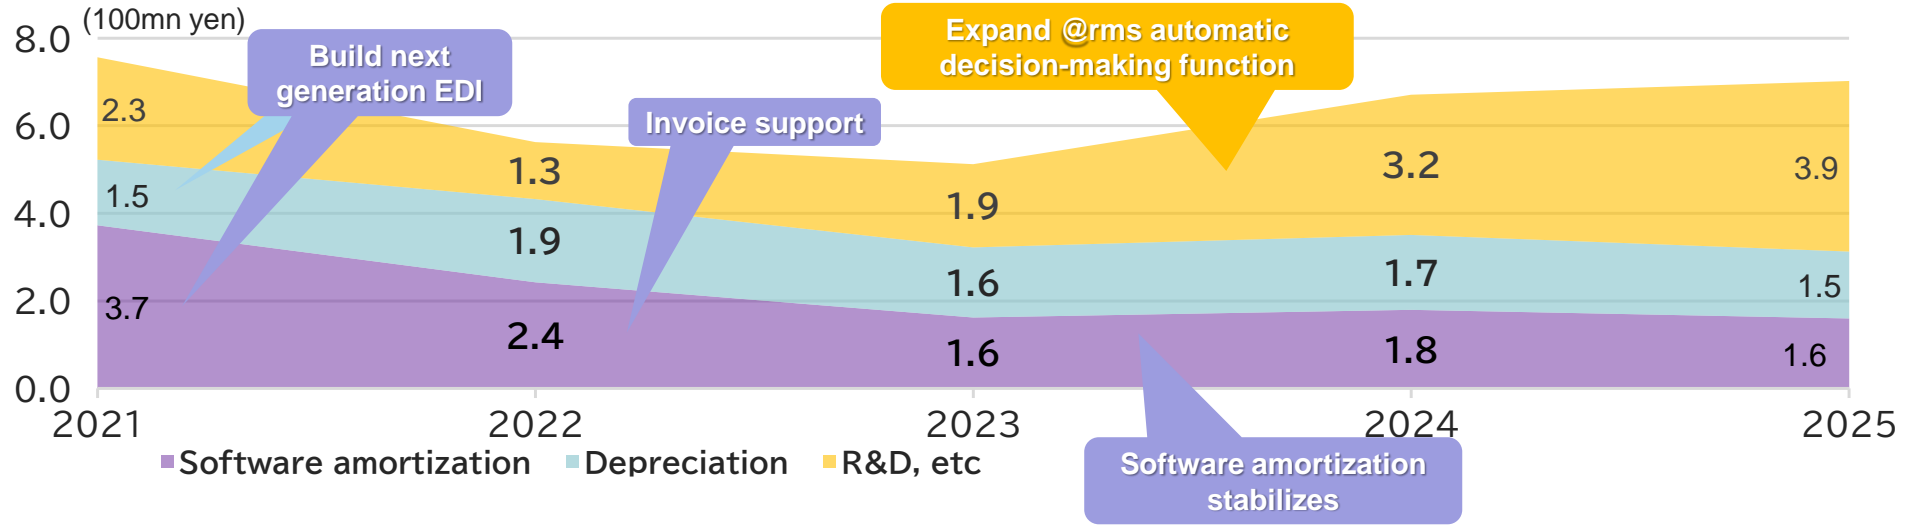 (100mn yen)
8.0
6.0
4.0
2.0
0.0
Build next
generation EDI
Invoice support
Expand @rms automatic
decision-making function
2.3
1.3
1.9
3.2
3.9
1.5
1.9
1.6
1.7
1.5
3.7
2.4
1.6
1.8
1.6
2021
2022
2023
2024
2025
Software amortization
Depreciation
R&D, etc
Software amortization
stabilizes